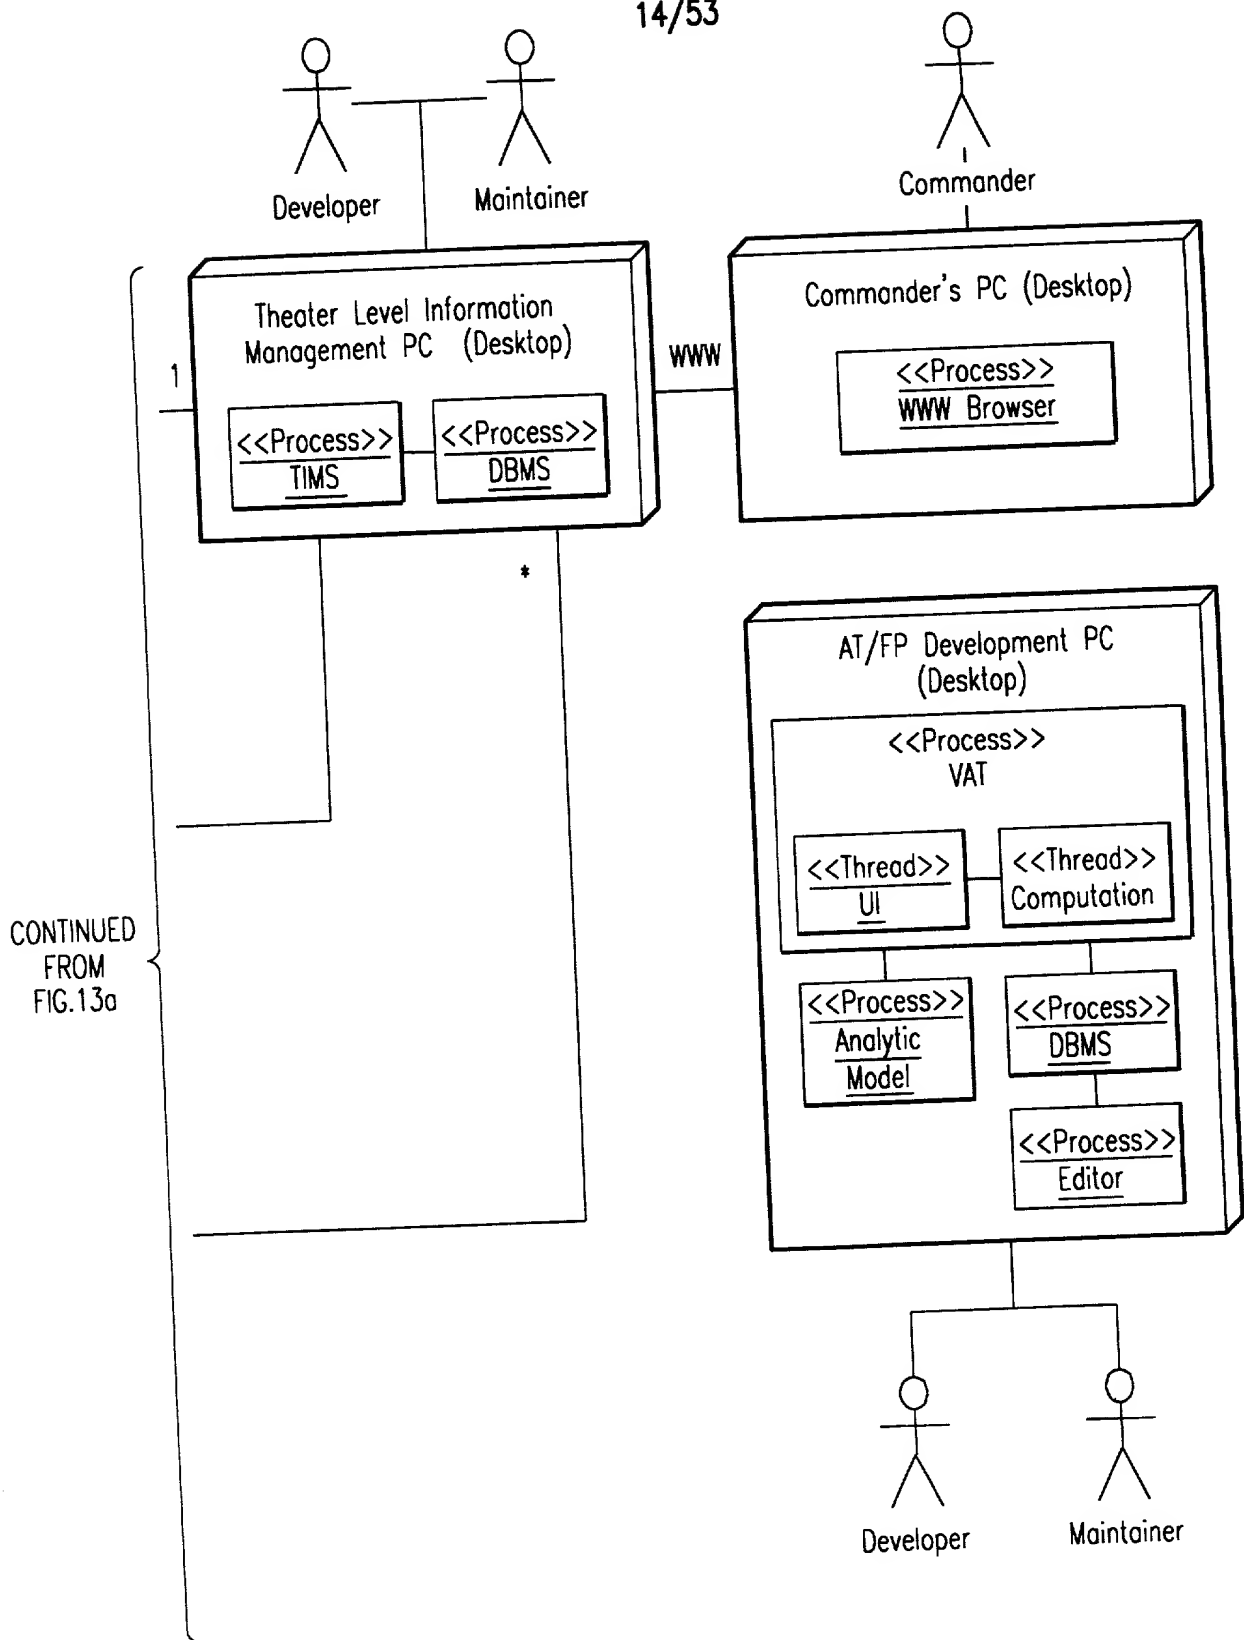 14/53
Developer
Maintainer
Commander
Theater Level Information
Management PC (Desktop)
1
<<Process>>
TIMS
<<Process>>
DBMS
WWW
Commander's PC (Desktop)
<<Process>>
WWW Browser
*
AT/FP Development PC
(Desktop)
<<Process>>
VAT
<<Thread>>
UI
<<Thread>>
Computation
CONTINUED
FROM
FIG.13a
<<Process>>
Analytic
Model
<<Process>>
DBMS
<<Process>>
Editor
Developer
Maintainer